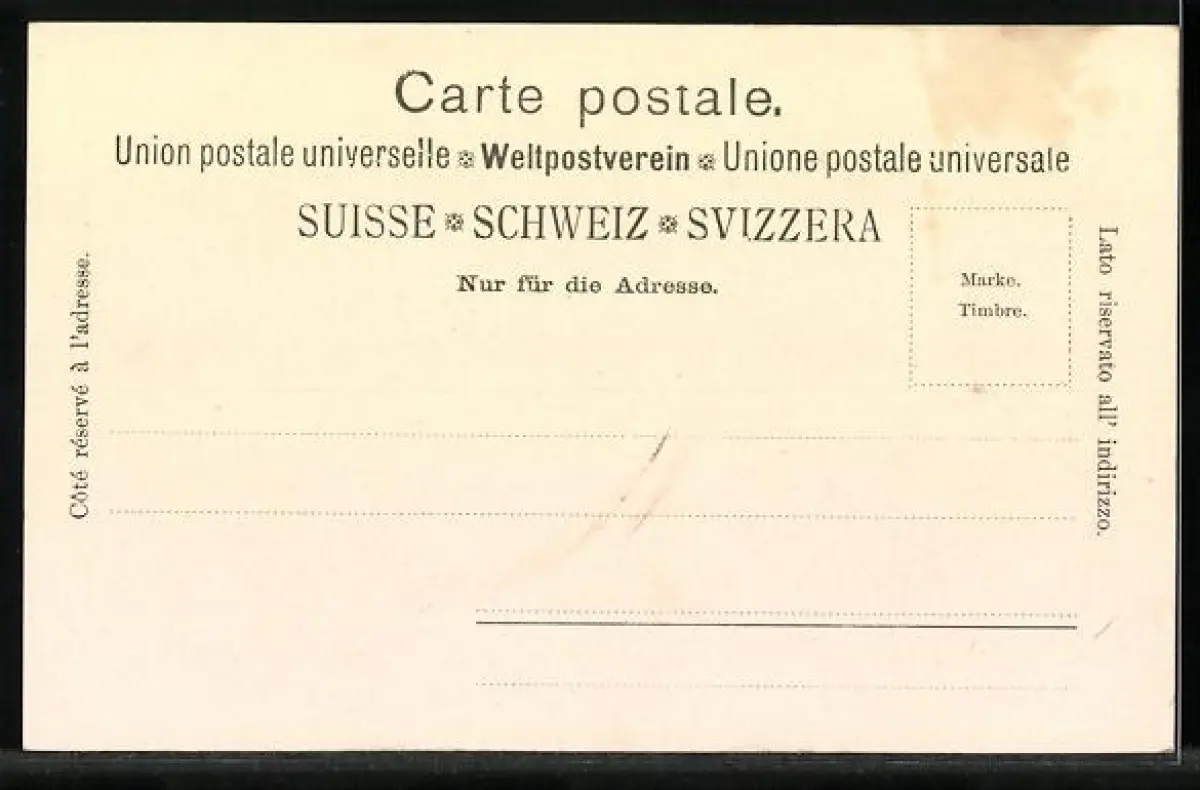 Carte postale.
Union postale universelle ❉ Weltpostverein ❉ Unione postale universale
SUISSE ❉ SCHWEIZ ❉ SVIZZERA
Nur für die Adresse.
Marke.
Timbre.
Côté réservé à l'adresse.
Lato riservato all' indirizzo.